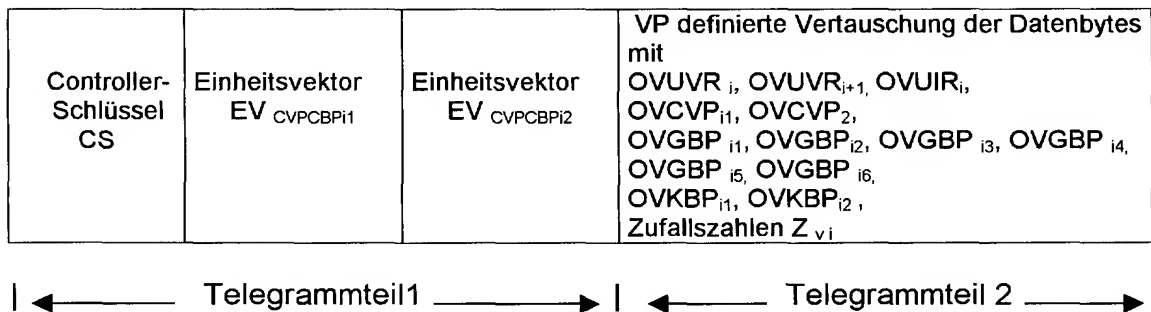 Controller-
Schlüssel
CS
Einheitsvektor
EV CVPCBPi1
Einheitsvektor
EV CVPCBPi2
VP definierte Vertauschung der Datenbytes
mit
OVUVR i, OVUVRi+1, OVUIRi,
OVCVPi1, OVCVP2,
OVGBP i1, OVGBPi2, OVGBP i3, OVGBP i4,
OVGBP i5, OVGBP i6,
OVKBPi1, OVKBPi2 ,
Zufallszahlen Z vi
Telegrammteil1
Telegrammteil 2